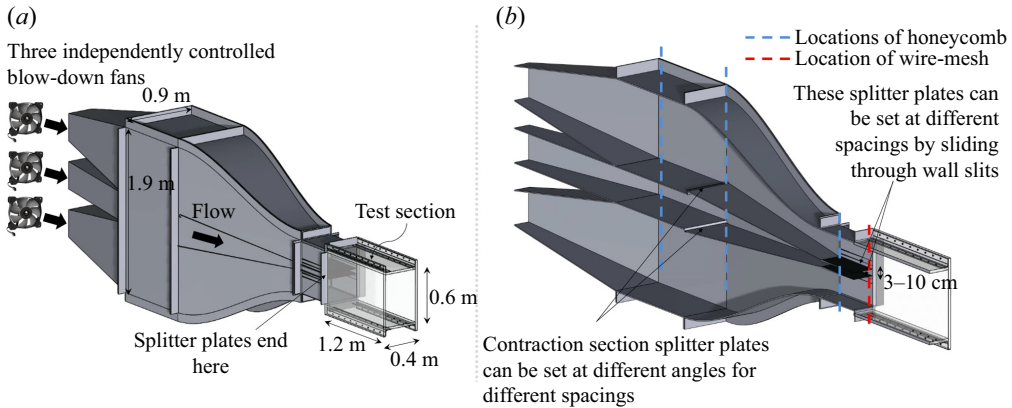 (a)
Three independently controlled
blow-down fans
0.9 m
1.9 m
Flow
Test section
0.6 m
0.4 m
1.2 m
Splitter plates end
here
(b)
Locations of honeycomb
Location of wire-mesh
These splitter plates can
be set at different
spacings by sliding
through wall slits
3–10 cm
Contraction section splitter plates
can be set at different angles for
different spacings